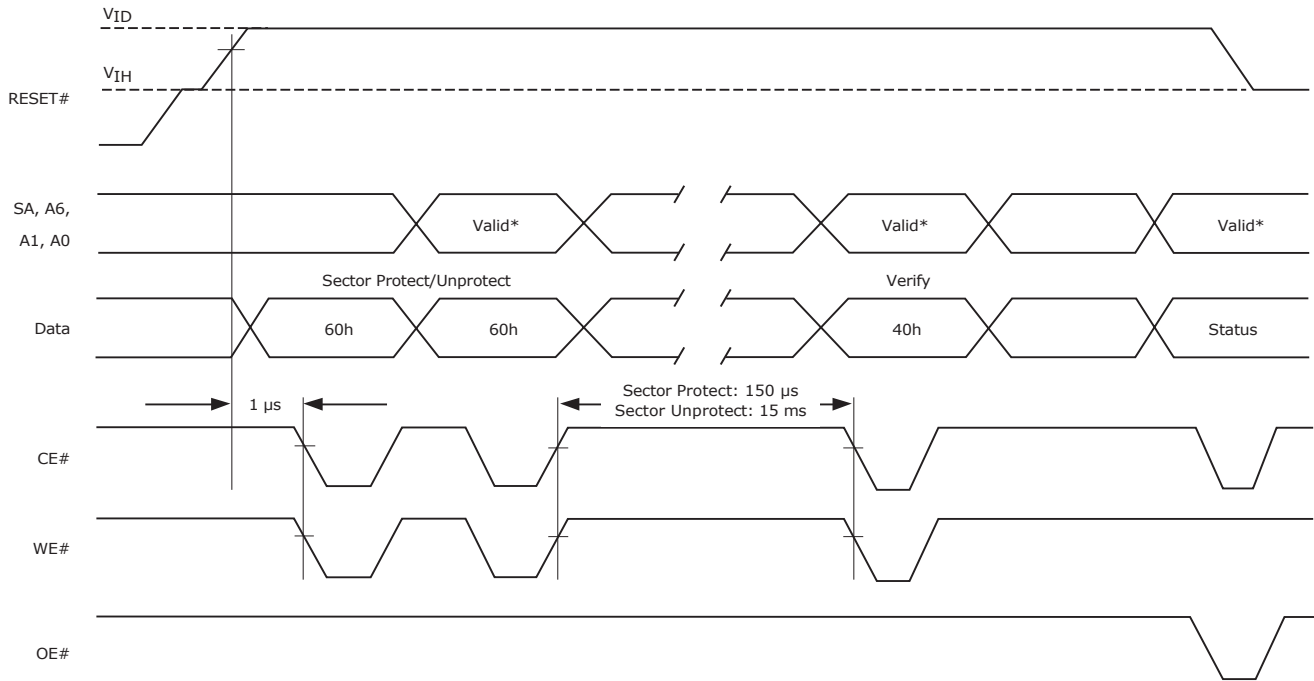 VID
VIH
RESET#
SA, A6,
A1, A0
Valid*
Valid*
Valid*
Sector Protect/Unprotect
Verify
Data
60h
60h
40h
Status
1 µs
Sector Protect: 150 µs
Sector Unprotect: 15 ms
CE#
WE#
OE#